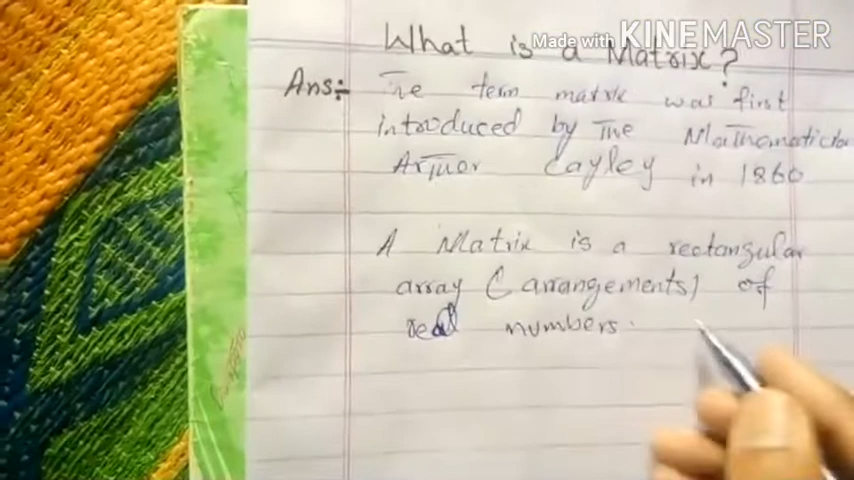 What is a Matrix?
Made with KINEMASTER
Ans:- The term matrix was first
introduced by the Mathematician
Arthur Cayley in 1860
A Matrix is a rectangular
array (arrangements) of
real numbers.